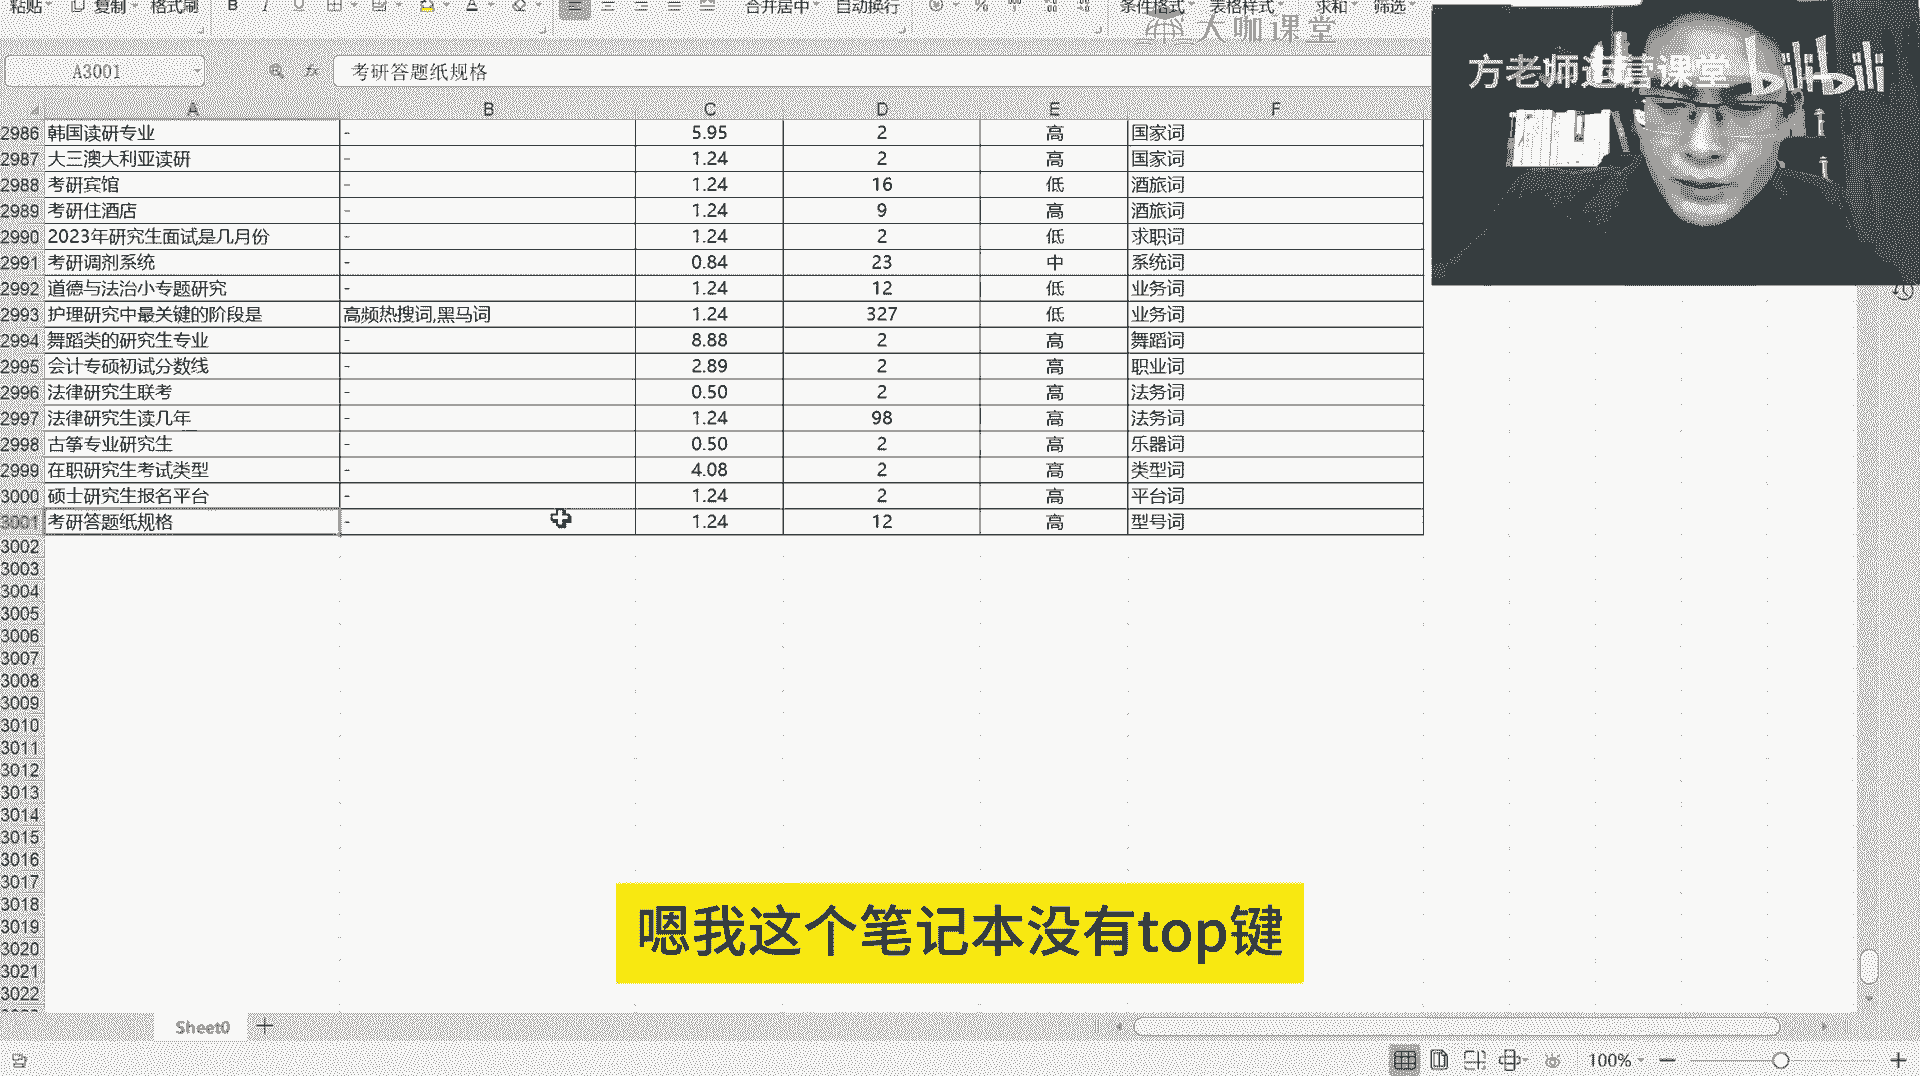 粘贴 复制 格式刷 B I U A 合并居中 自动换行 % 条件格式 表格样式 求和 筛选
大咖课堂
方老师运营课堂 bilibili
A3001 fx 考研答题纸规格
A B C D E F
2986 韩国读研专业 - 5.95 2 高 国家词
2987 大三澳大利亚读研 - 1.24 2 高 国家词
2988 考研宾馆 - 1.24 16 低 酒旅词
2989 考研住酒店 - 1.24 9 高 酒旅词
2990 2023年研究生面试是几月份 - 1.24 2 低 求职词
2991 考研调剂系统 - 0.84 23 中 系统词
2992 道德与法治小专题研究 - 1.24 12 低 业务词
2993 护理研究中最关键的阶段是 高频热搜词,黑马词 1.24 327 低 业务词
2994 舞蹈类的研究生专业 - 8.88 2 高 舞蹈词
2995 会计专硕初试分数线 - 2.89 2 高 职业词
2996 法律研究生联考 - 0.50 2 高 法务词
2997 法律研究生读几年 - 1.24 98 高 法务词
2998 古筝专业研究生 - 0.50 2 高 乐器词
2999 在职研究生考试类型 - 4.08 2 高 类型词
3000 硕士研究生报名平台 - 1.24 2 高 平台词
3001 考研答题纸规格 - 1.24 12 高 型号词
3002
3003
3004
3005
3006
3007
3008
3009
3010
3011
3012
3013
3014
3015
3016
3017
3018
3019
3020
3021
3022
嗯我这个笔记本没有top键
Sheet0 +
100% − +